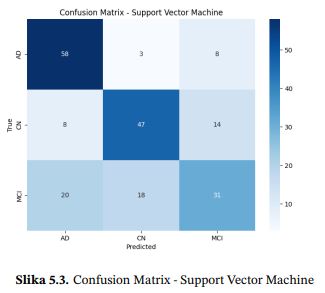 Confusion Matrix - Support Vector Machine
AD
58
3
8
CN
8
47
14
MCI
20
18
31
True
AD
CN
MCI
Predicted
50
40
30
20
10
Slika 5.3. Confusion Matrix - Support Vector Machine